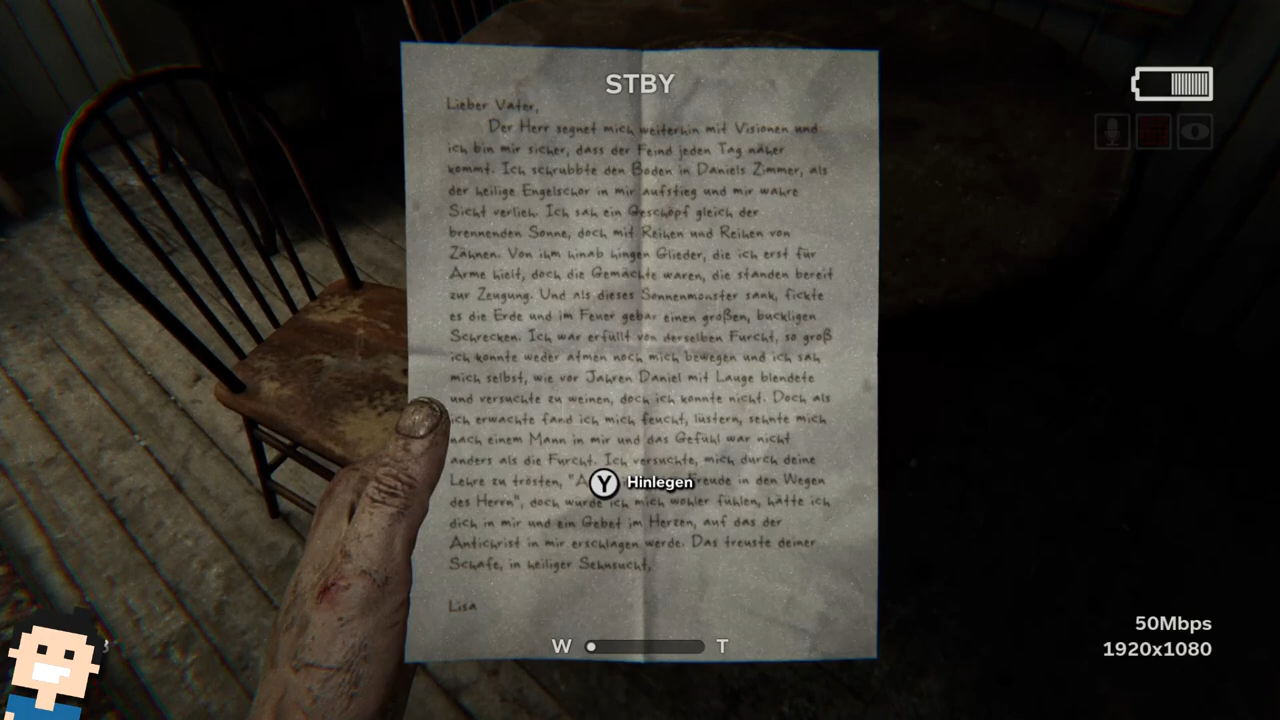 STBY
Lieber Vater,
Der Herr segnet mich weiterhin mit Visionen und
ich bin mir sicher, dass der Feind jeden Tag näher
kommt. Ich schrubbte den Boden in Daniels Zimmer, als
der heilige Engelschor in mir aufstieg und mir wahre
Sicht verlieh. Ich sah ein Geschöpf gleich der
brennenden Sonne, doch mit Reihen und Reihen von
Zähnen. Von ihm hinab hingen Glieder, die ich erst für
Arme hielt, doch die Gemächte waren, die standen bereit
zur Zeugung. Und als dieses Sonnenmonster sank, fickte
es die Erde und im Feuer gebar einen großen, buckligen
Schrecken. Ich war erfüllt von derselben Furcht, so groß
ich konnte weder atmen noch mich bewegen und ich sah
mich selbst, wie vor Jahren Daniel mit Lauge blendete
und versuchte zu weinen, doch ich konnte nicht. Doch als
ich erwachte fand ich mich feucht, lüstern, sehnte mich
nach einem Mann in mir und das Gefühl war nicht
anders als die Furcht. Ich versuchte, mich durch deine
Lehre zu trösten, "A Freude in den Wegen
Y Hinlegen
des Herrn", doch würde ich mich wohler fühlen, hätte ich
dich in mir und ein Gebet im Herzen, auf das der
Antichrist in mir erschlagen werde. Das treuste deiner
Schafe, in heiliger Sehnsucht,
Lisa
W T
50Mbps
1920x1080